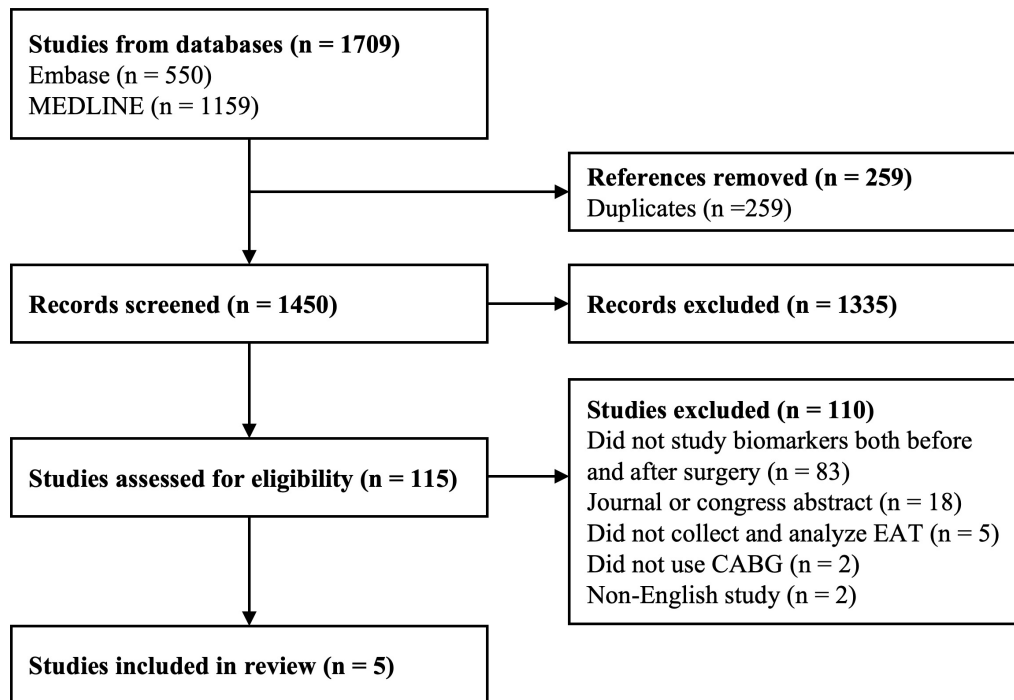 Studies from databases (n = 1709)
Embase (n = 550)
MEDLINE (n = 1159)
References removed (n = 259)
Duplicates (n =259)
Records screened (n = 1450)
Records excluded (n = 1335)
Studies assessed for eligibility (n = 115)
Studies excluded (n = 110)
Did not study biomarkers both before
and after surgery (n = 83)
Journal or congress abstract (n = 18)
Did not collect and analyze EAT (n = 5)
Did not use CABG (n = 2)
Non-English study (n = 2)
Studies included in review (n = 5)